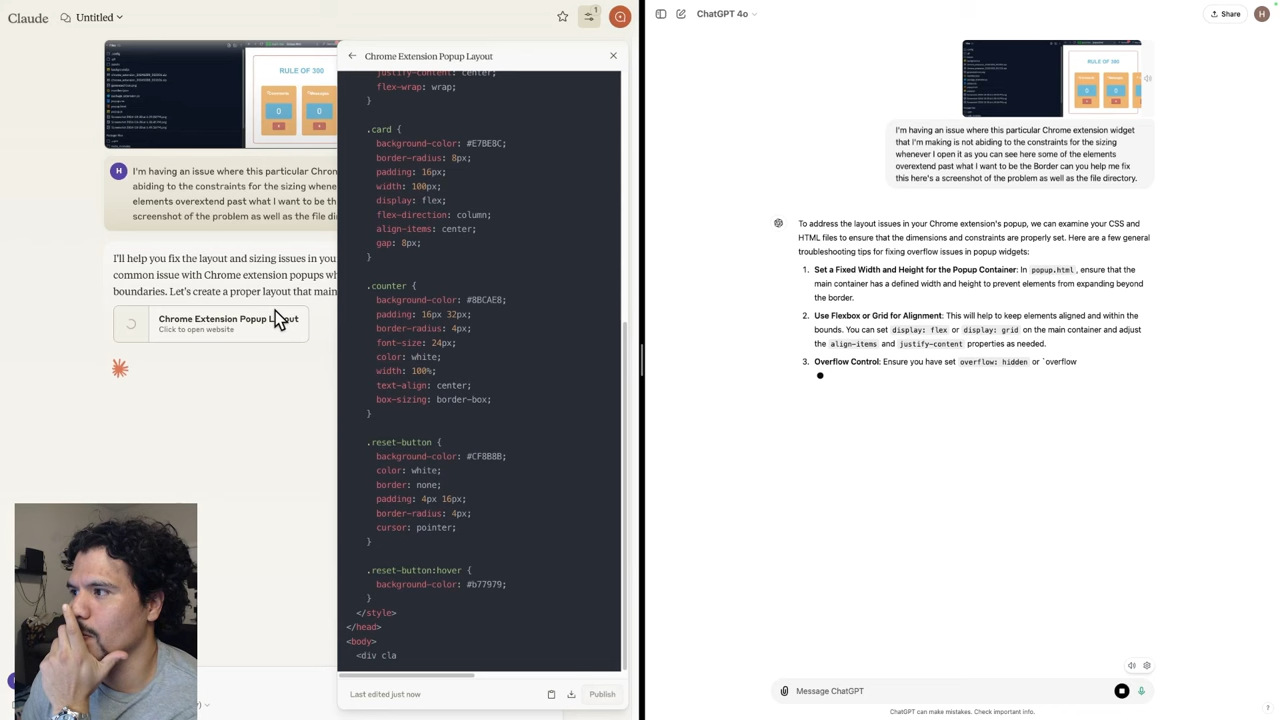 Claude
Untitled
1
RULE OF 300
0
0
H
I'm having an issue where this particular Chron
abiding to the constraints for the sizing whene
elements overextend past what I want to be the
screenshot of the problem as well as the file di
I'll help you fix the layout and sizing issues in you
common issue with Chrome extension popups wh
boundaries. Let's create a proper layout that main
Chrome Extension Popup Layout
Click to open website
Chrome Extension Popup Layout
justify-content: center;
flex-wrap: wrap;
}
.card {
background-color: #E7BE8C;
border-radius: 8px;
padding: 16px;
width: 100px;
display: flex;
flex-direction: column;
align-items: center;
gap: 8px;
}
.counter {
background-color: #8BCAE8;
padding: 16px 32px;
border-radius: 4px;
font-size: 24px;
color: white;
width: 100%;
text-align: center;
box-sizing: border-box;
}
.reset-button {
background-color: #CF8B8B;
color: white;
border: none;
padding: 4px 16px;
border-radius: 4px;
cursor: pointer;
}
.reset-button:hover {
background-color: #b77979;
}
</style>
</head>
<body>
<div cla
Last edited just now
Publish
ChatGPT 4o
Share
H
RULE OF 300
0
0
I'm having an issue where this particular Chrome extension widget
that I'm making is not abiding to the constraints for the sizing
whenever I open it as you can see here some of the elements
overextend past what I want to be the Border can you help me fix
this here's a screenshot of the problem as well as the file directory.
To address the layout issues in your Chrome extension's popup, we can examine your CSS and
HTML files to ensure that the dimensions and constraints are properly set. Here are a few general
troubleshooting tips for fixing overflow issues in popup widgets:
1. Set a Fixed Width and Height for the Popup Container: In popup.html, ensure that the
main container has a defined width and height to prevent elements from expanding beyond
the border.
2. Use Flexbox or Grid for Alignment: This will help to keep elements aligned and within the
bounds. You can set display: flex or display: grid on the main container and adjust
the align-items and justify-content properties as needed.
3. Overflow Control: Ensure you have set overflow: hidden or `overflow
Message ChatGPT
ChatGPT can make mistakes. Check important info.
?